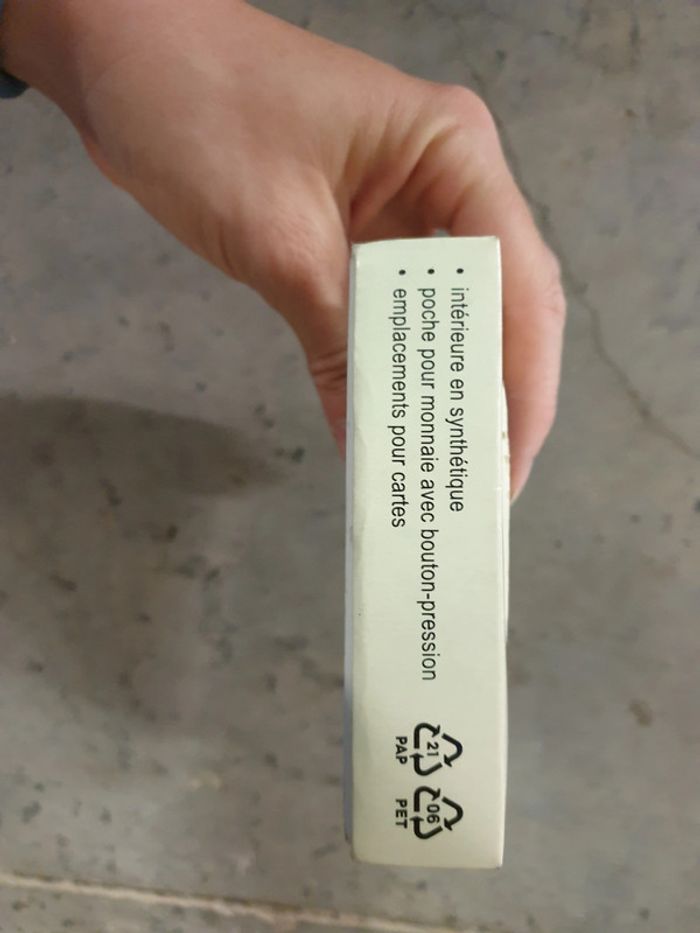 • intérieure en synthétique
• poche pour monnaie avec bouton-pression
• emplacements pour cartes
21 06
PAP PET